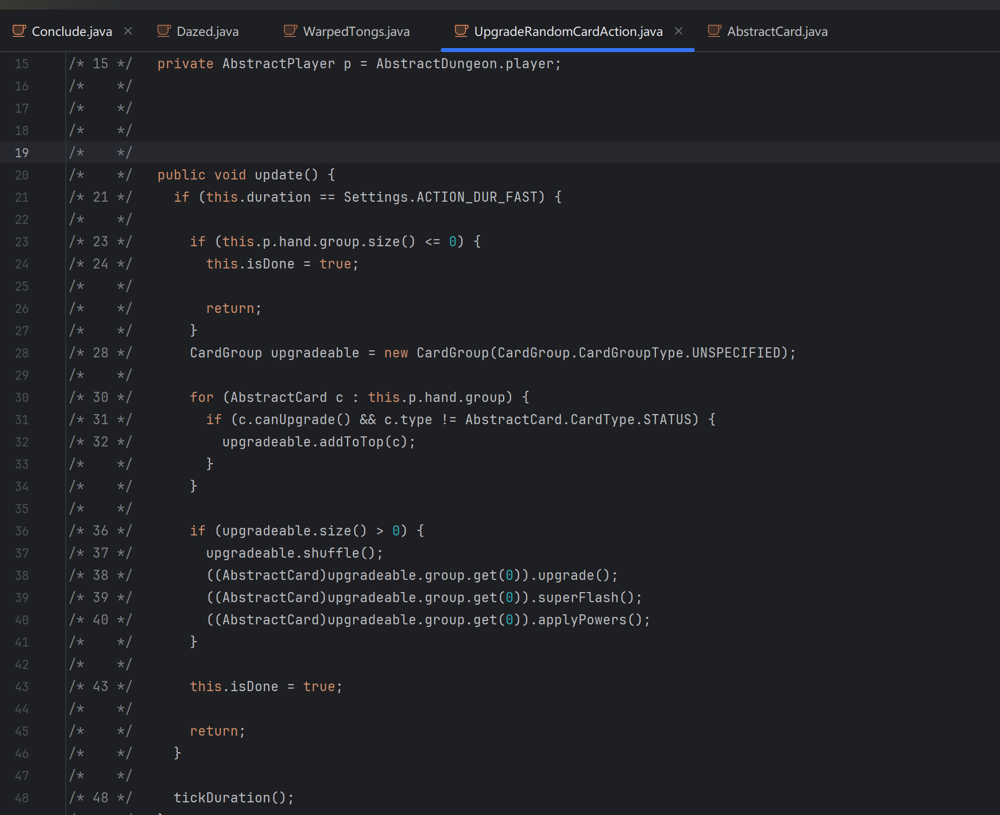 Conclude.java × Dazed.java WarpedTongs.java UpgradeRandomCardAction.java × AbstractCard.java
15 /* 15 */   private AbstractPlayer p = AbstractDungeon.player;
16 /*    */
17 /*    */
18 /*    */
19 /*    */
20 /*    */   public void update() {
21 /* 21 */     if (this.duration == Settings.ACTION_DUR_FAST) {
22 /*    */
23 /* 23 */       if (this.p.hand.group.size() <= 0) {
24 /* 24 */         this.isDone = true;
25 /*    */
26 /*    */         return;
27 /*    */       }
28 /* 28 */       CardGroup upgradeable = new CardGroup(CardGroup.CardGroupType.UNSPECIFIED);
29 /*    */
30 /* 30 */       for (AbstractCard c : this.p.hand.group) {
31 /* 31 */         if (c.canUpgrade() && c.type != AbstractCard.CardType.STATUS) {
32 /* 32 */           upgradeable.addToTop(c);
33 /*    */         }
34 /*    */       }
35 /*    */
36 /* 36 */       if (upgradeable.size() > 0) {
37 /* 37 */         upgradeable.shuffle();
38 /* 38 */         ((AbstractCard)upgradeable.group.get(0)).upgrade();
39 /* 39 */         ((AbstractCard)upgradeable.group.get(0)).superFlash();
40 /* 40 */         ((AbstractCard)upgradeable.group.get(0)).applyPowers();
41 /*    */       }
42 /*    */
43 /* 43 */       this.isDone = true;
44 /*    */
45 /*    */       return;
46 /*    */     }
47 /*    */
48 /* 48 */     tickDuration();